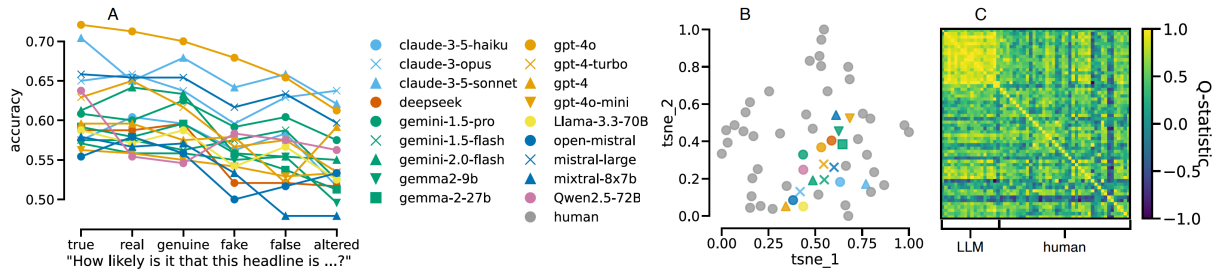 A
accuracy
0.70
0.65
0.60
0.55
0.50
true real genuine fake false altered
"How likely is it that this headline is ...?"
claude-3-5-haiku
claude-3-opus
claude-3-5-sonnet
deepseek
gemini-1.5-pro
gemini-1.5-flash
gemini-2.0-flash
gemma2-9b
gemma-2-27b
gpt-4o
gpt-4-turbo
gpt-4
gpt-4o-mini
Llama-3.3-70B
open-mistral
mistral-large
mixtral-8x7b
Qwen2.5-72B
human
B
tsne_2
1.0
0.8
0.6
0.4
0.2
0.0
0.00 0.25 0.50 0.75 1.00
tsne_1
C
LLM human
1.0
0.5
0.0
−0.5
−1.0
Q-statistic